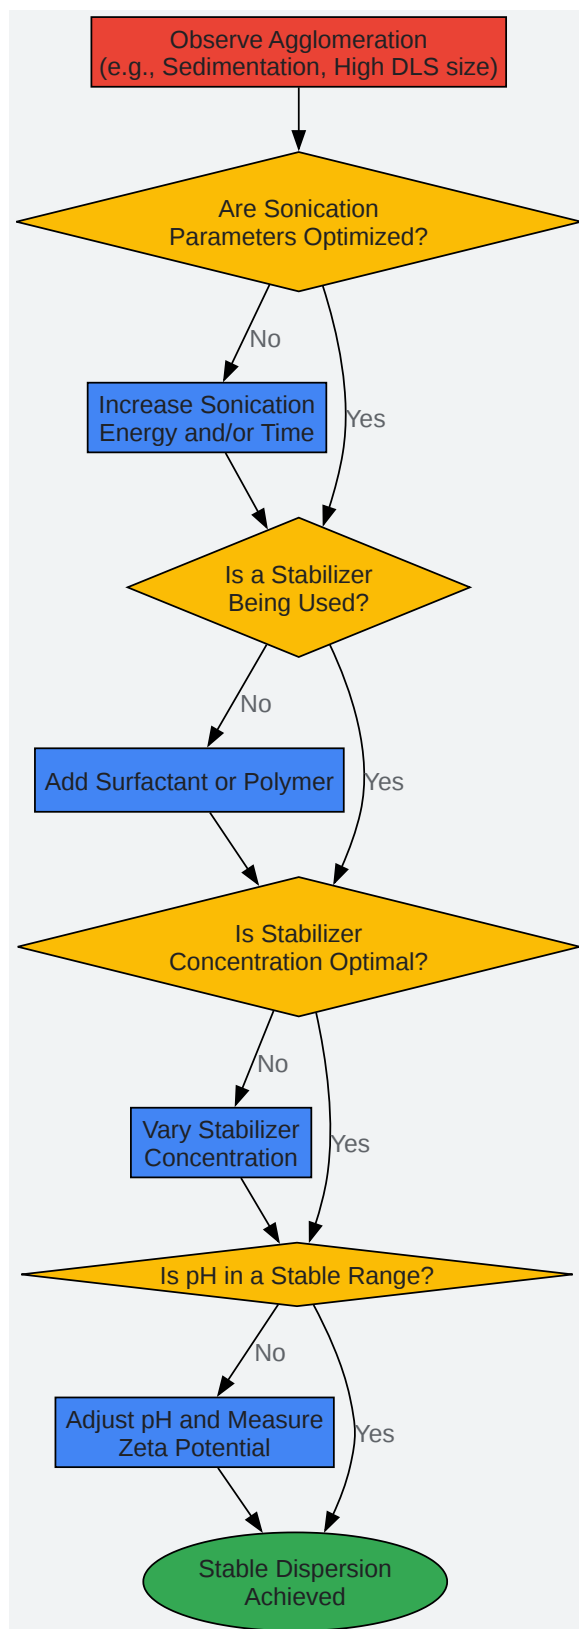 Observe Agglomeration
(e.g., Sedimentation, High DLS size)
Are Sonication
Parameters Optimized?
No
Increase Sonication
Energy and/or Time
Yes
Is a Stabilizer
Being Used?
No
Add Surfactant or Polymer
Yes
Is Stabilizer
Concentration Optimal?
No
Vary Stabilizer
Concentration
Yes
Is pH in a Stable Range?
No
Adjust pH and Measure
Zeta Potential
Yes
Stable Dispersion
Achieved